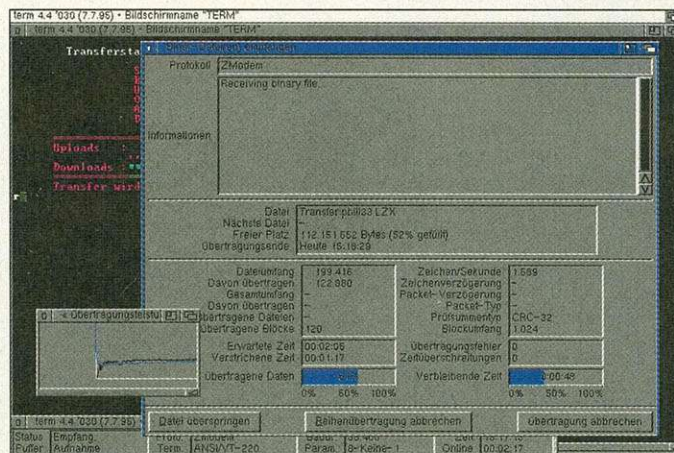 term 4.4 '030 (7.7.95) • Bildschirmname "TERM"
term 4.4 '030 (7.7.95) • Bildschirmname "TERM"
Transfersta
Uploads :
Downloads :
Transfer wird
Protokoll ZModem
Informationen Receiving binary file.
Datei
Nächste Datei -
Freier Platz 112.151.552 Bytes (52% gefüllt)
Übertragungsende Heute 15:18:29
Dateiumfang 199.416
Davon übertragen 122.880
Gesamtumfang -
Davon übertragen -
übertragene Dateien -
übertragene Blöcke 120
Erwartete Zeit 00:02:05
Verstrichene Zeit 00:01:17
Übertragene Daten
0% 50% 100%
Zeichen/Sekunde 1.589
Zeichenverzögerung -
Packet-Verzögerung -
Packet-Typ -
Prüfsummentyp CRC-32
Blockumfang 1.024
Übertragungsfehler 0
Zeitüberschreitungen 0
Verbleibende Zeit 0:00:48
0% 50% 100%
Datei überspringen
Reihenübertragung abbrechen
Übertragung abbrechen
term 4.4 '030 (7.7.95)
Status Empfang.
Puffer Aufnahme
Term. ANSI/VT-220
Param. 8-Keine-1
Online 00:02:17